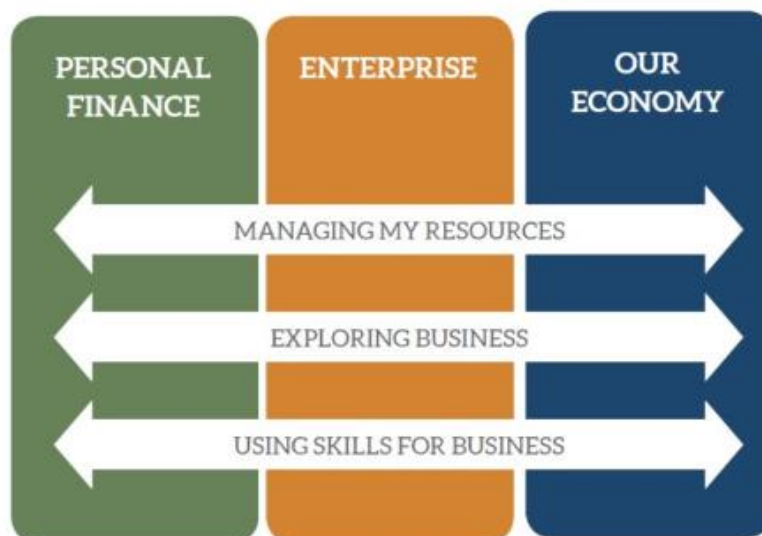 PERSONAL
FINANCE
ENTERPRISE
OUR
ECONOMY
MANAGING MY RESOURCES
EXPLORING BUSINESS
USING SKILLS FOR BUSINESS